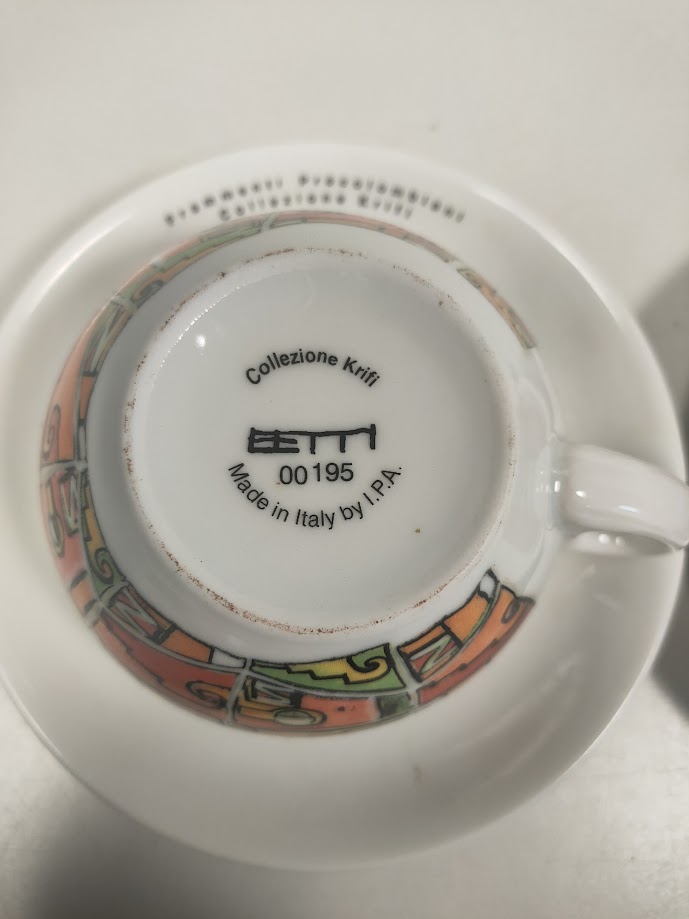 Frammenti Precolombiani
Collezione Krifi
Collezione Krifi
EETTI
00195
Made in Italy by I.P.A.